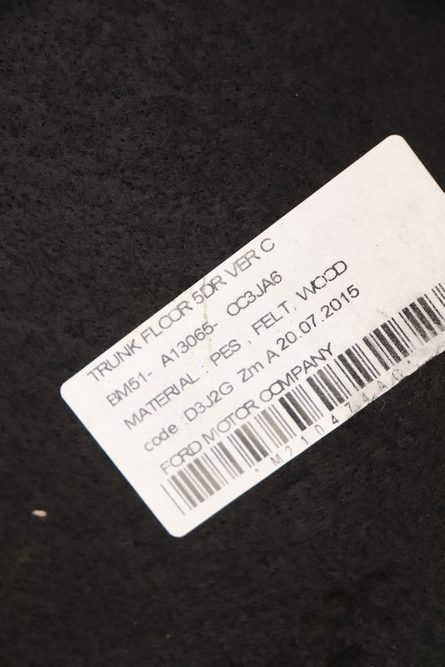 TRUNK FLOOR 5DR VER C
BM51- A13065- CC3JA6
MATERIAL : PES , FELT, WOOD
code :D3J2G Zm A 20.07.2015
FORD MOTOR COMPANY